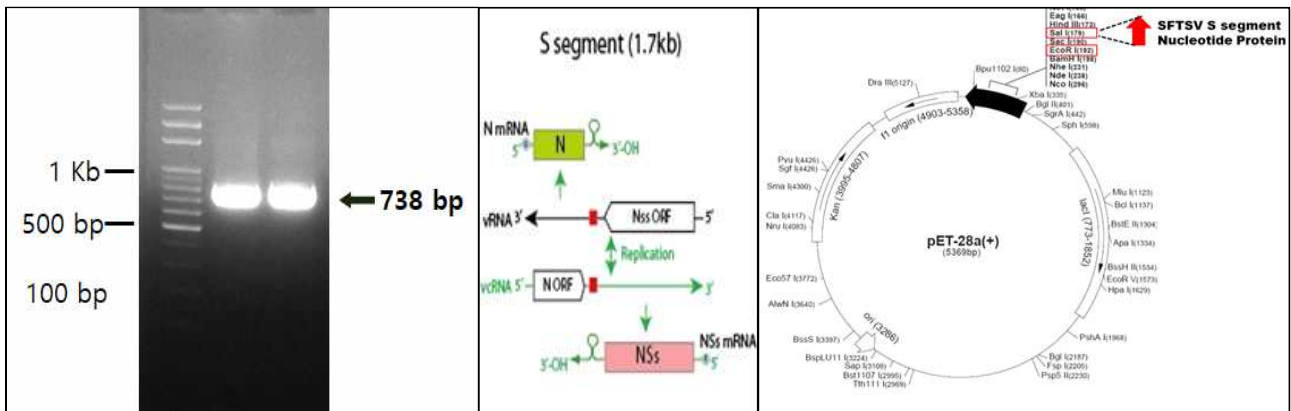 1 Kb
500 bp
100 bp
738 bp
S segment (1.7kb)
N mRNA
5'
N
3'-OH
vRNA 3'
Nss ORF
5'
Replication
vcRNA 5'
N ORF
3'
NSs mRNA
3'-OH
NSs
5'
Eag I(166)
Hind III(173)
Sal I(179)
Sac I(190)
EcoR I(192)
BamH I(198)
Nhe I(231)
Nde I(238)
Nco I(296)
SFTSV S segment
Nucleotide Protein
Bpu1102 I(80)
Dra III(5127)
Xba I(335)
Bgl II(401)
SgrA I(442)
Sph I(598)
f1 origin (4903-5358)
Pvu I(4426)
Sgf I(4426)
Sma I(4300)
Kan (3995-4807)
Cla I(4117)
Nru I(4083)
Mlu I(1123)
Bcl I(1137)
BstE II(1304)
Apa I(1334)
lacI (773-1852)
pET-28a(+)
(5369bp)
BssH II(1534)
EcoR V(1573)
Hpa I(1629)
Eco57 I(3772)
AlwN I(3640)
ori (3286)
BssS I(3397)
PshA I(1968)
BspLU11 I(3224)
Sap I(3108)
Bst1107 I(2995)
Tth111 I(2969)
Bgl I(2187)
Fsp I(2205)
Psp5 II(2230)